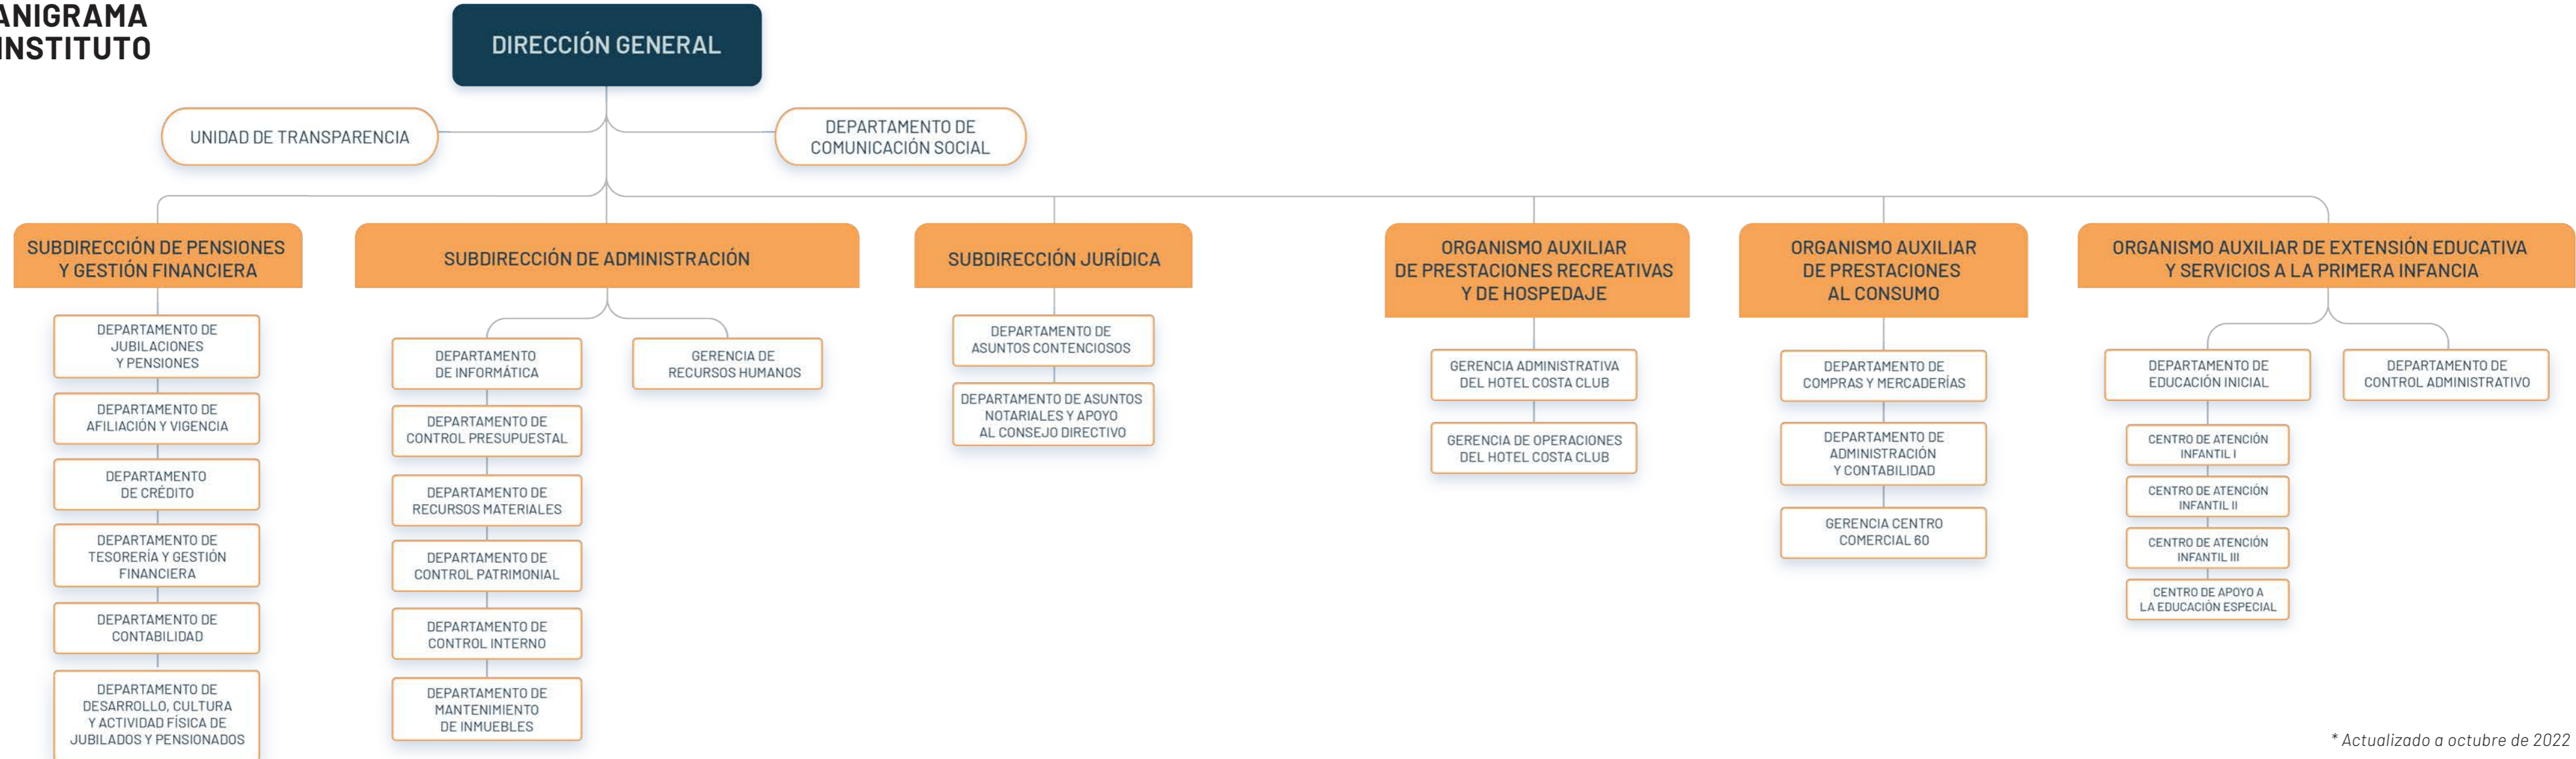 ANIGRAMA
INSTITUTO
DIRECCIÓN GENERAL
UNIDAD DE TRANSPARENCIA
DEPARTAMENTO DE
COMUNICACIÓN SOCIAL
SUBDIRECCIÓN DE PENSIONES
Y GESTIÓN FINANCIERA
DEPARTAMENTO DE
JUBILACIONES
Y PENSIONES
DEPARTAMENTO DE
AFILIACIÓN Y VIGENCIA
DEPARTAMENTO
DE CRÉDITO
DEPARTAMENTO DE
TESORERÍA Y GESTIÓN
FINANCIERA
DEPARTAMENTO DE
CONTABILIDAD
DEPARTAMENTO DE
DESARROLLO, CULTURA
Y ACTIVIDAD FÍSICA DE
JUBILADOS Y PENSIONADOS
SUBDIRECCIÓN DE ADMINISTRACIÓN
DEPARTAMENTO
DE INFORMÁTICA
DEPARTAMENTO DE
CONTROL PRESUPUESTAL
DEPARTAMENTO DE
RECURSOS MATERIALES
DEPARTAMENTO DE
CONTROL PATRIMONIAL
DEPARTAMENTO DE
CONTROL INTERNO
DEPARTAMENTO DE
MANTENIMIENTO
DE INMUEBLES
GERENCIA DE
RECURSOS HUMANOS
SUBDIRECCIÓN JURÍDICA
DEPARTAMENTO DE
ASUNTOS CONTENCIOSOS
DEPARTAMENTO DE ASUNTOS
NOTARIALES Y APOYO
AL CONSEJO DIRECTIVO
ORGANISMO AUXILIAR
DE PRESTACIONES RECREATIVAS
Y DE HOSPEDAJE
GERENCIA ADMINISTRATIVA
DEL HOTEL COSTA CLUB
GERENCIA DE OPERACIONES
DEL HOTEL COSTA CLUB
ORGANISMO AUXILIAR
DE PRESTACIONES
AL CONSUMO
DEPARTAMENTO DE
COMPRAS Y MERCADERÍAS
DEPARTAMENTO DE
ADMINISTRACIÓN
Y CONTABILIDAD
GERENCIA CENTRO
COMERCIAL 60
ORGANISMO AUXILIAR DE EXTENSIÓN EDUCATIVA
Y SERVICIOS A LA PRIMERA INFANCIA
DEPARTAMENTO DE
EDUCACIÓN INICIAL
CENTRO DE ATENCIÓN
INFANTIL I
CENTRO DE ATENCIÓN
INFANTIL II
CENTRO DE ATENCIÓN
INFANTIL III
CENTRO DE APOYO A
LA EDUCACIÓN ESPECIAL
DEPARTAMENTO DE
CONTROL ADMINISTRATIVO
* Actualizado a octubre de 2022